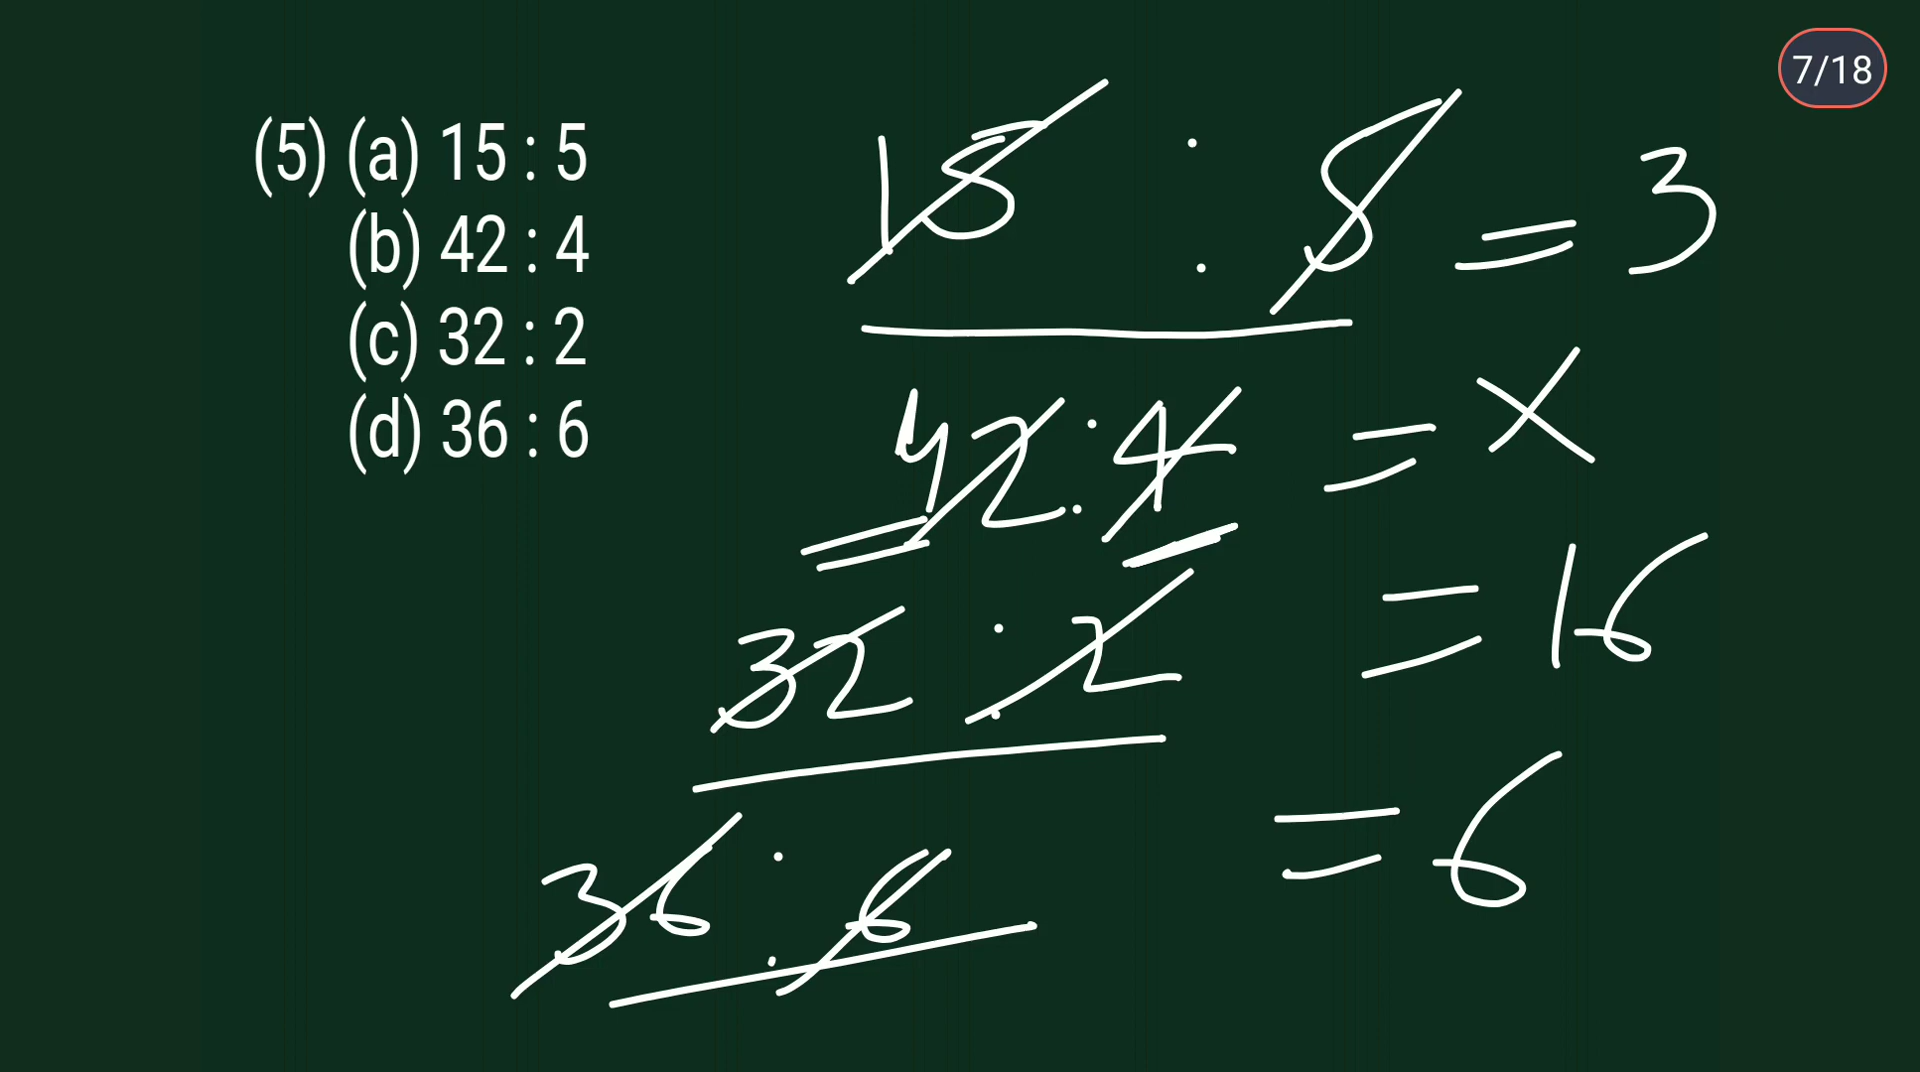 7/18
(5) (a) 15 : 5
(b) 42 : 4
(c) 32 : 2
(d) 36 : 6
15 : 5 = 3
42 : 4 = X
32 : 2 = 16
36 : 6 = 6